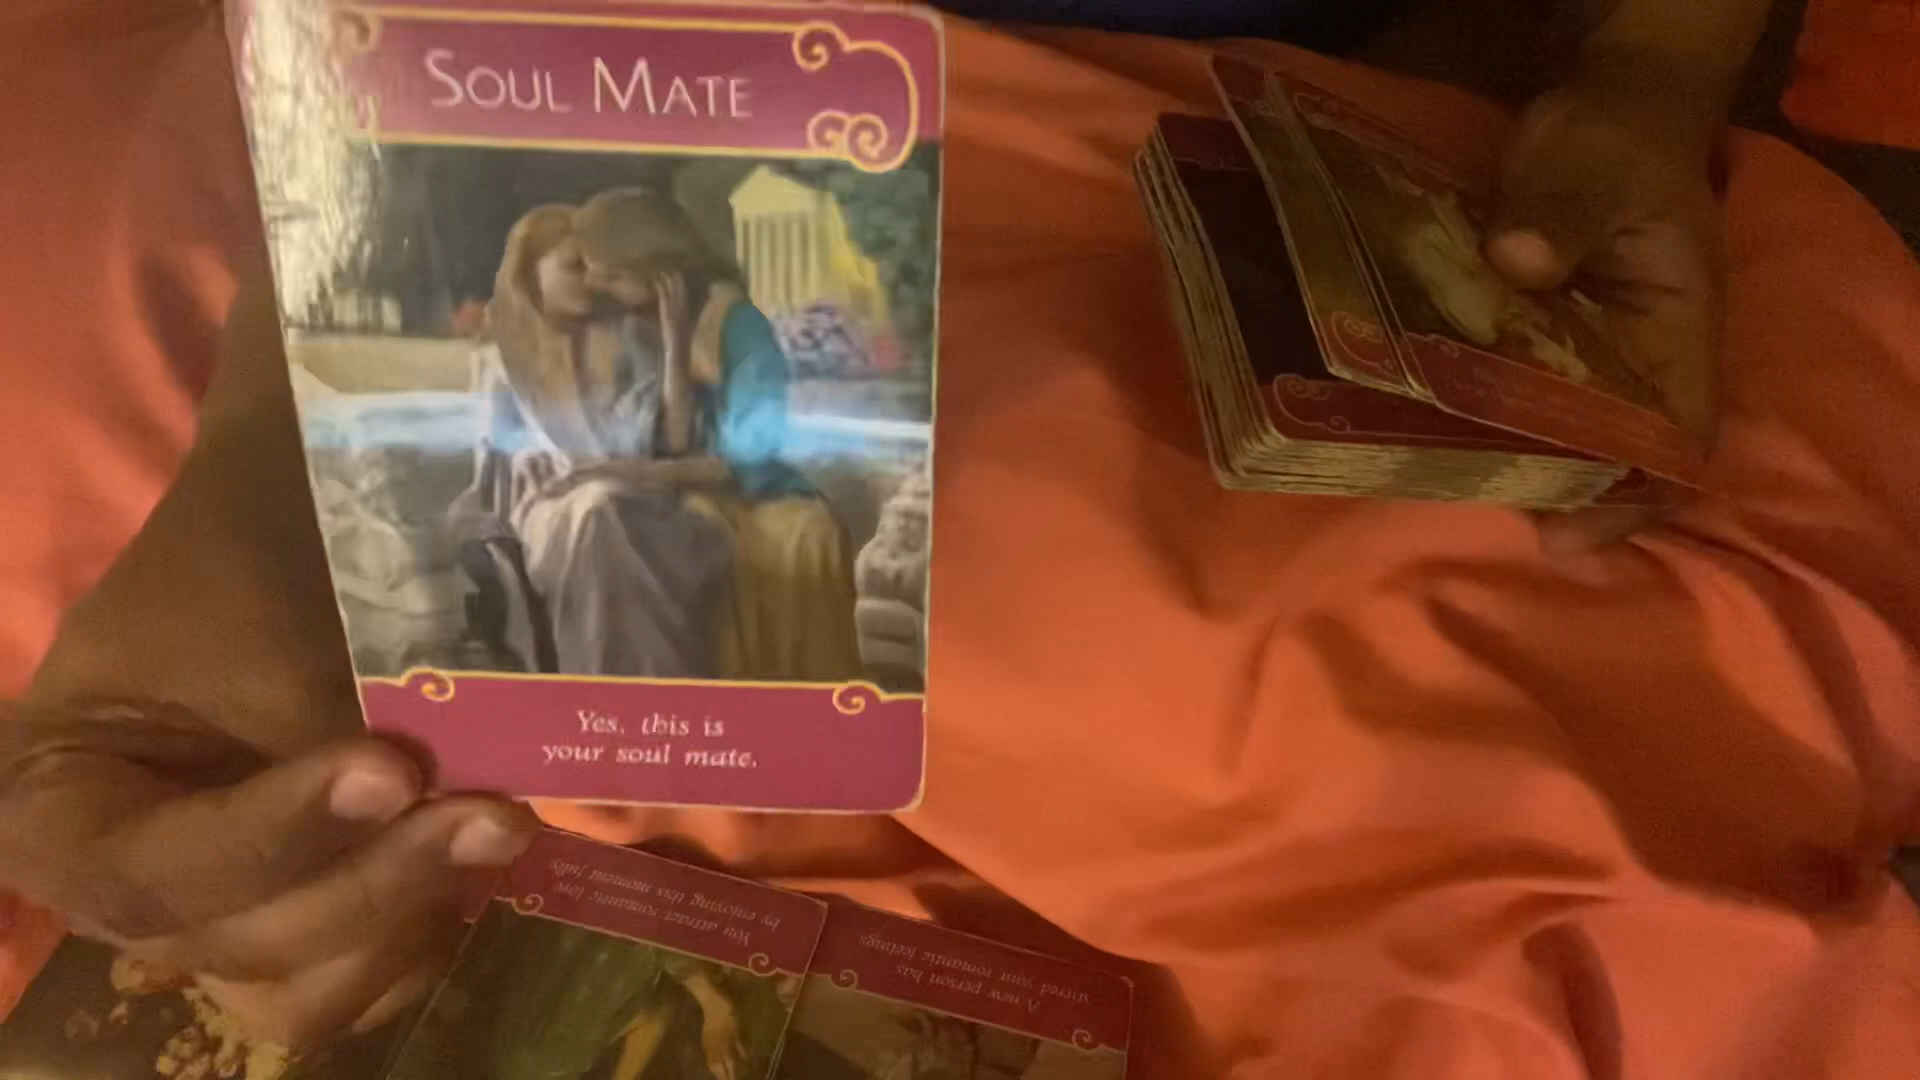 SOUL MATE
Yes, this is
your soul mate.
You attract romantic love
by enjoying this moment fully.
A new person has
stirred your romantic feelings